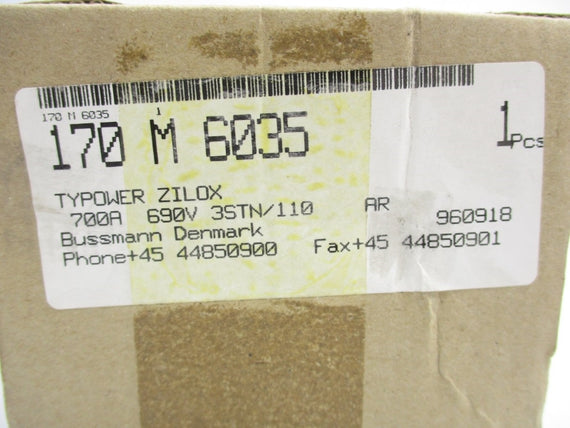 170 M 6035
1
170 M 6035
1 Pcs
TYPOWER ZILOX
700A 690V 3STN/110 AR 960918
Bussmann Denmark
Phone+45 44850900 Fax+45 44850901